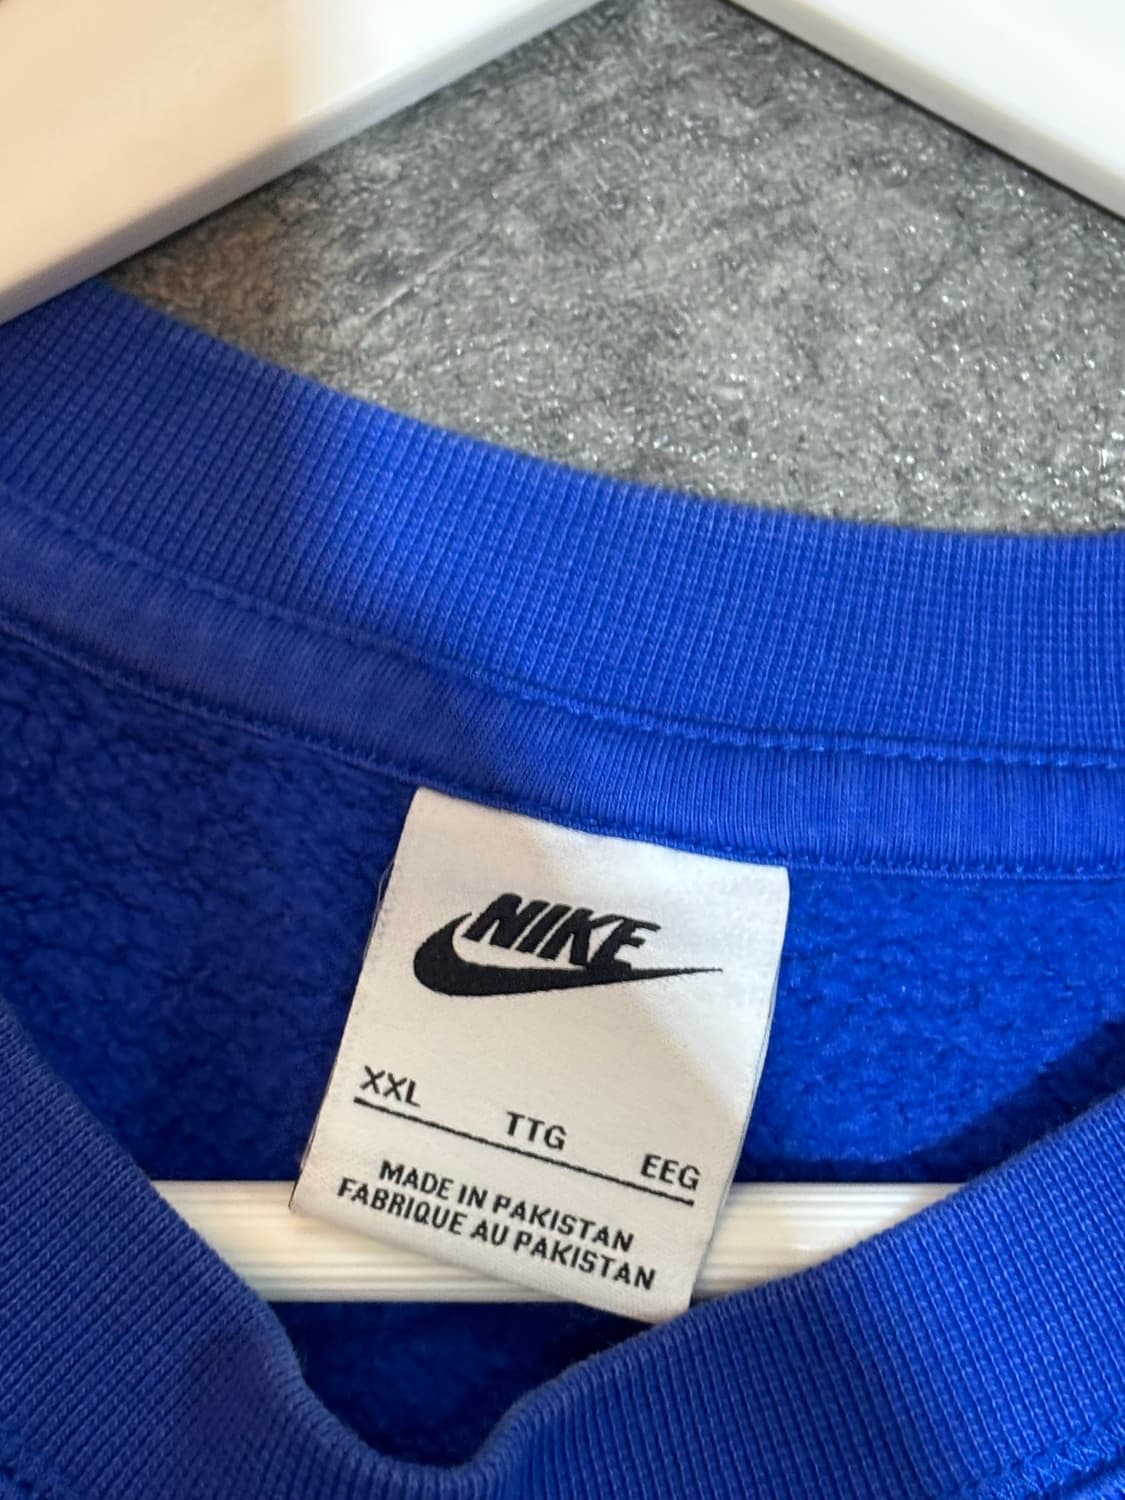 NIKE
XXL TTG EEG
MADE IN PAKISTAN
FABRIQUE AU PAKISTAN